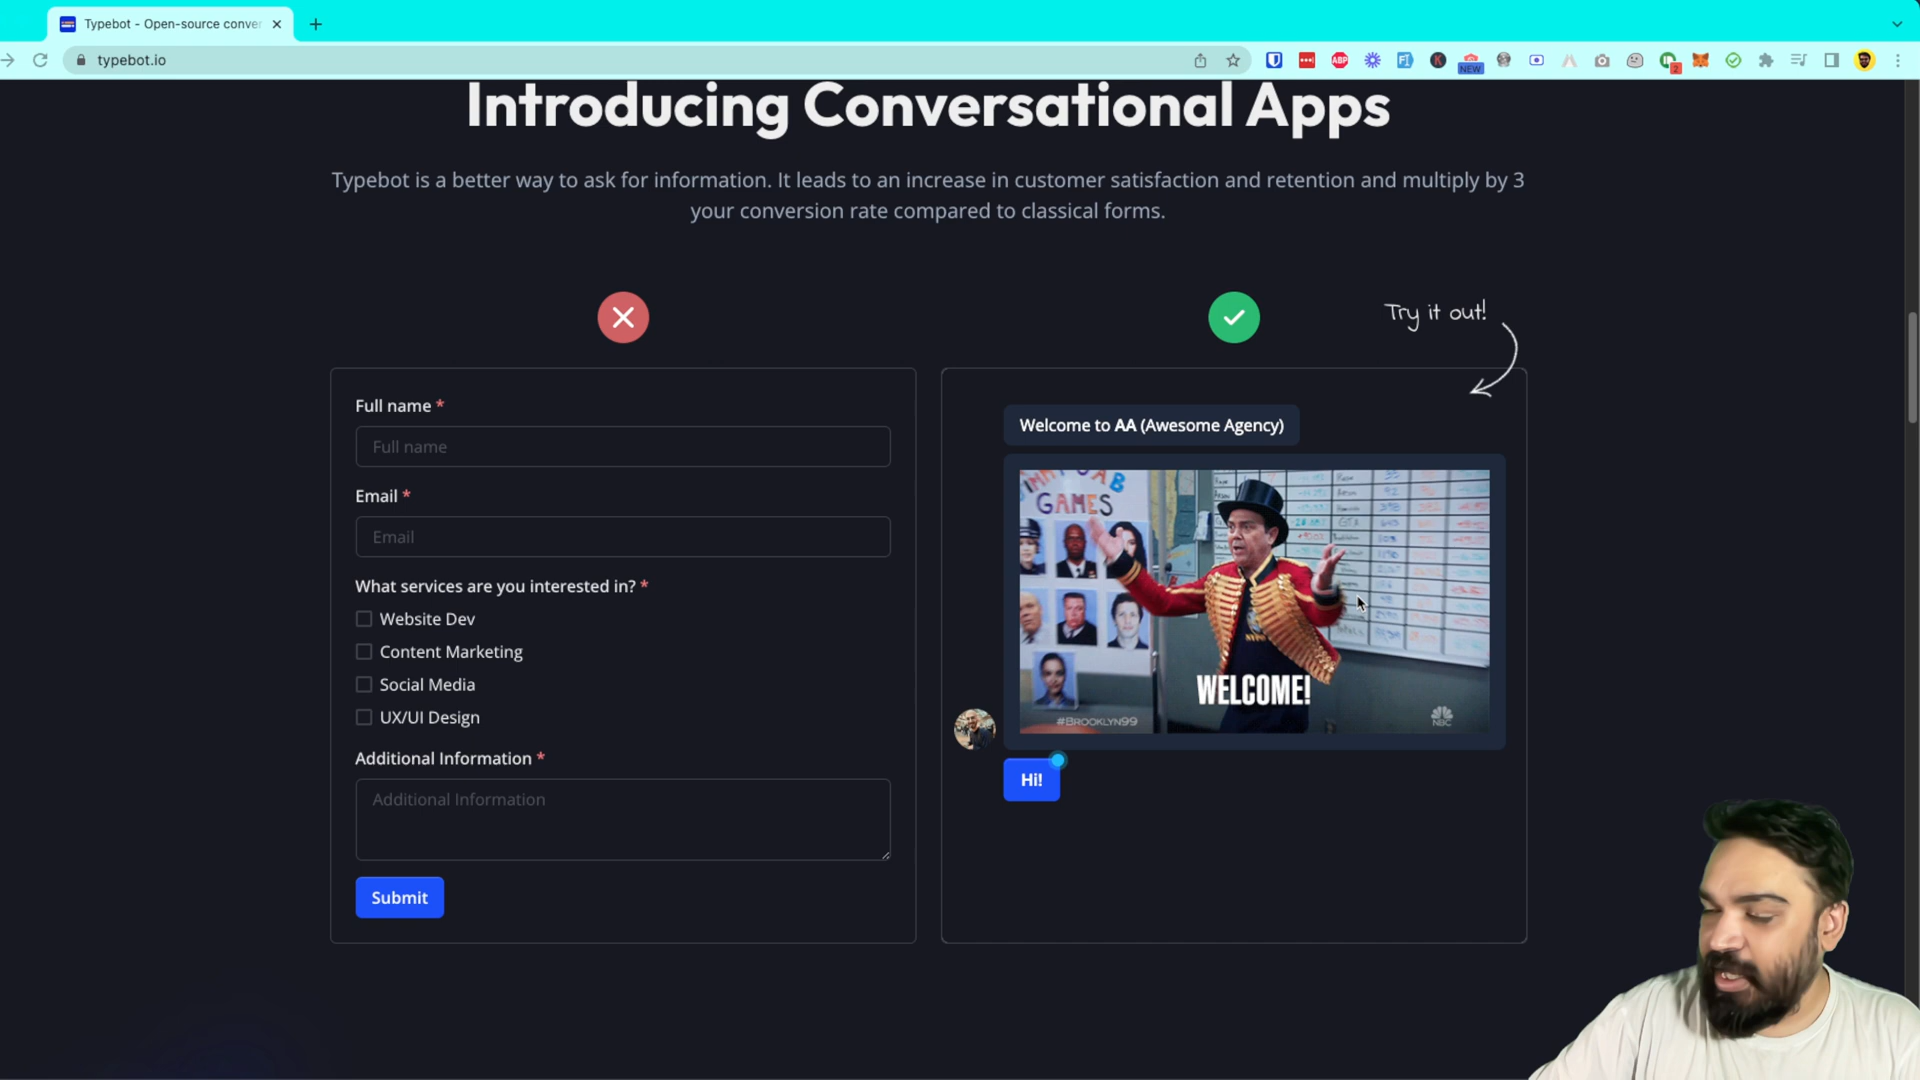 Typebot - Open-source conve
typebot.io
ABP
NEW
2
Introducing Conversational Apps
Typebot is a better way to ask for information. It leads to an increase in customer satisfaction and retention and multiply by 3
your conversion rate compared to classical forms.
Try it out!
Full name *
Full name
Email *
Email
What services are you interested in? *
Website Dev
Content Marketing
Social Media
UX/UI Design
Additional Information *
Additional Information
Submit
Welcome to AA (Awesome Agency)
GAMES
WELCOME!
#BROOKLYN99
NBC
Hi!